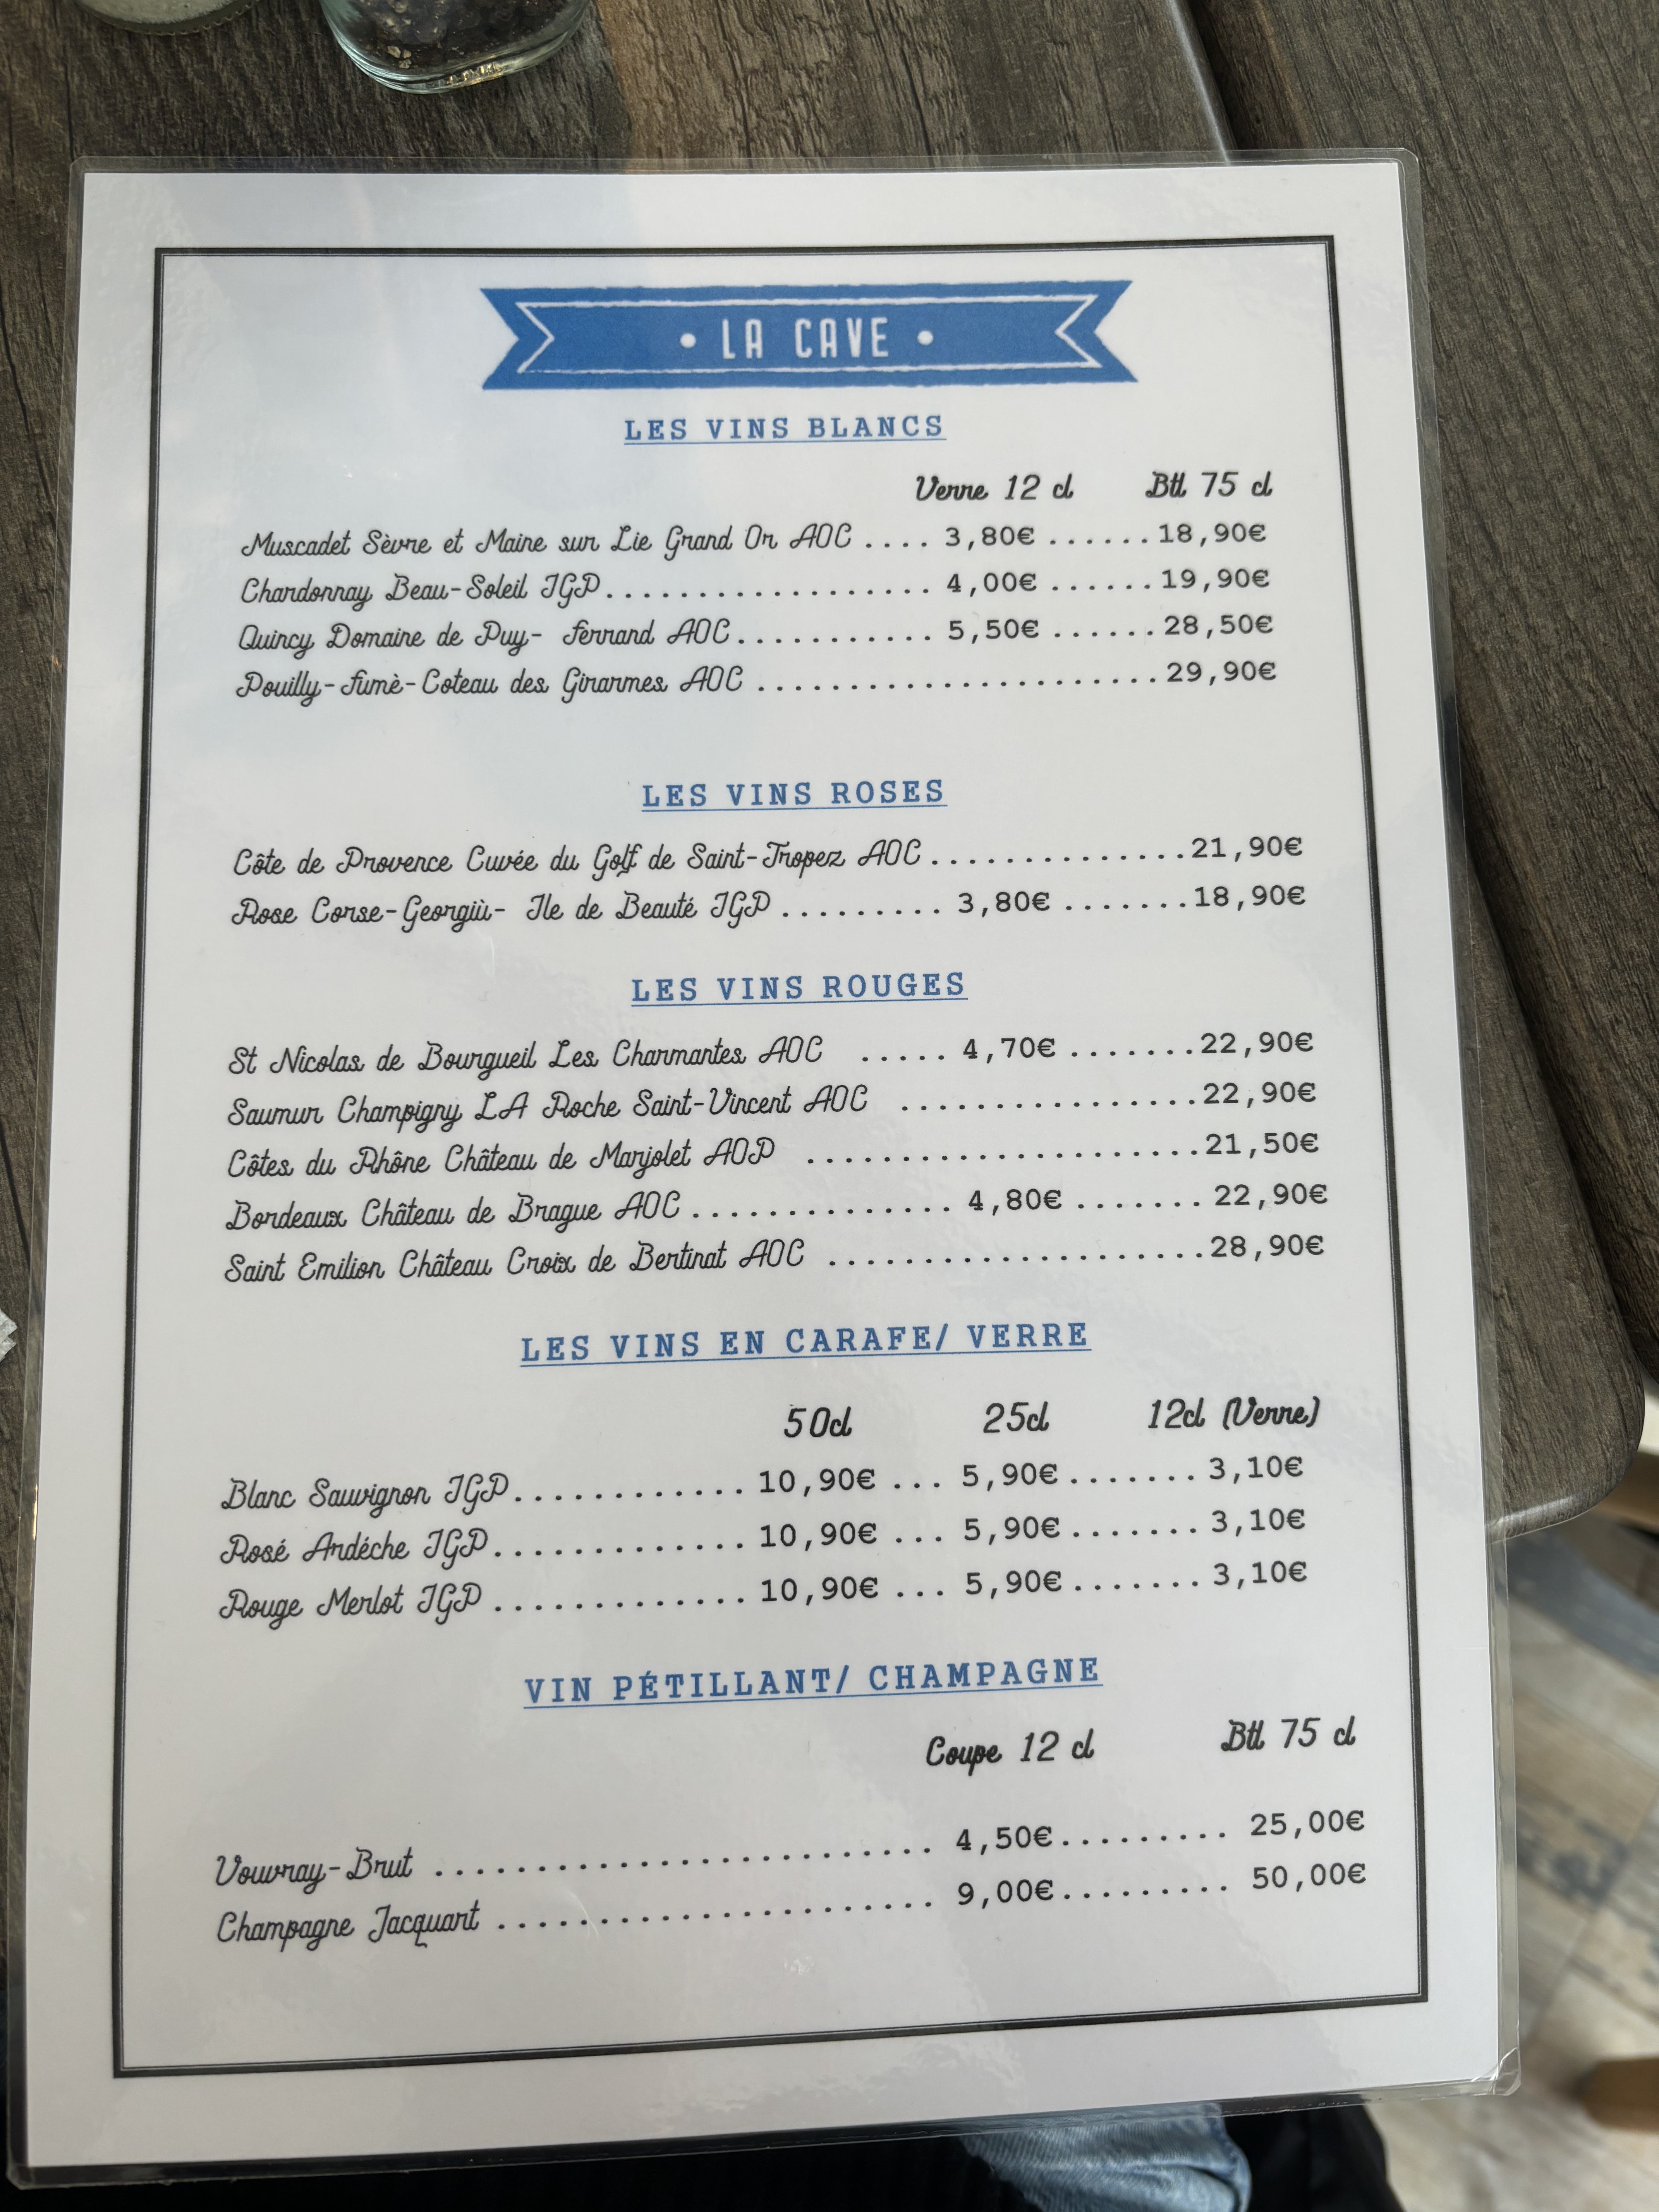 • LA CAVE •
LES VINS BLANCS
Verre 12 cl Btl 75 cl
Muscadet Sèvre et Maine sur Lie Grand Or AOC .... 3,80€ ......18,90€
Chardonnay Beau-Soleil IGP.................... 4,00€ ......19,90€
Quincy Domaine de Puy- Ferrand AOC............ 5,50€ ......28,50€
Pouilly-Fumè-Coteau des Girarmes AOC ........................29,90€
LES VINS ROSES
Côte de Provence Cuvée du Golf de Saint-Tropez AOC..............21,90€
Rose Corse-Georgiù- Ile de Beauté IGP ......... 3,80€ .......18,90€
LES VINS ROUGES
St Nicolas de Bourgueil Les Charmantes AOC ..... 4,70€ .......22,90€
Saumur Champigny LA Roche Saint-Vincent AOC ................22,90€
Côtes du Rhône Château de Marjolet AOP .....................21,50€
Bordeaux Château de Brague AOC .............. 4,80€ ....... 22,90€
Saint Emilion Château Croix de Bertinat AOC ....................28,90€
LES VINS EN CARAFE/ VERRE
50cl 25cl 12cl (Verre)
Blanc Sauvignon IGP............ 10,90€ ... 5,90€ ....... 3,10€
Rosé Ardéche IGP............. 10,90€ ... 5,90€ ....... 3,10€
Rouge Merlot IGP ............. 10,90€ ... 5,90€ ....... 3,10€
VIN PÉTILLANT/ CHAMPAGNE
Coupe 12 cl Btl 75 cl
Vouvray-Brut ............................. 4,50€.......... 25,00€
Champagne Jacquart ......................... 9,00€.......... 50,00€